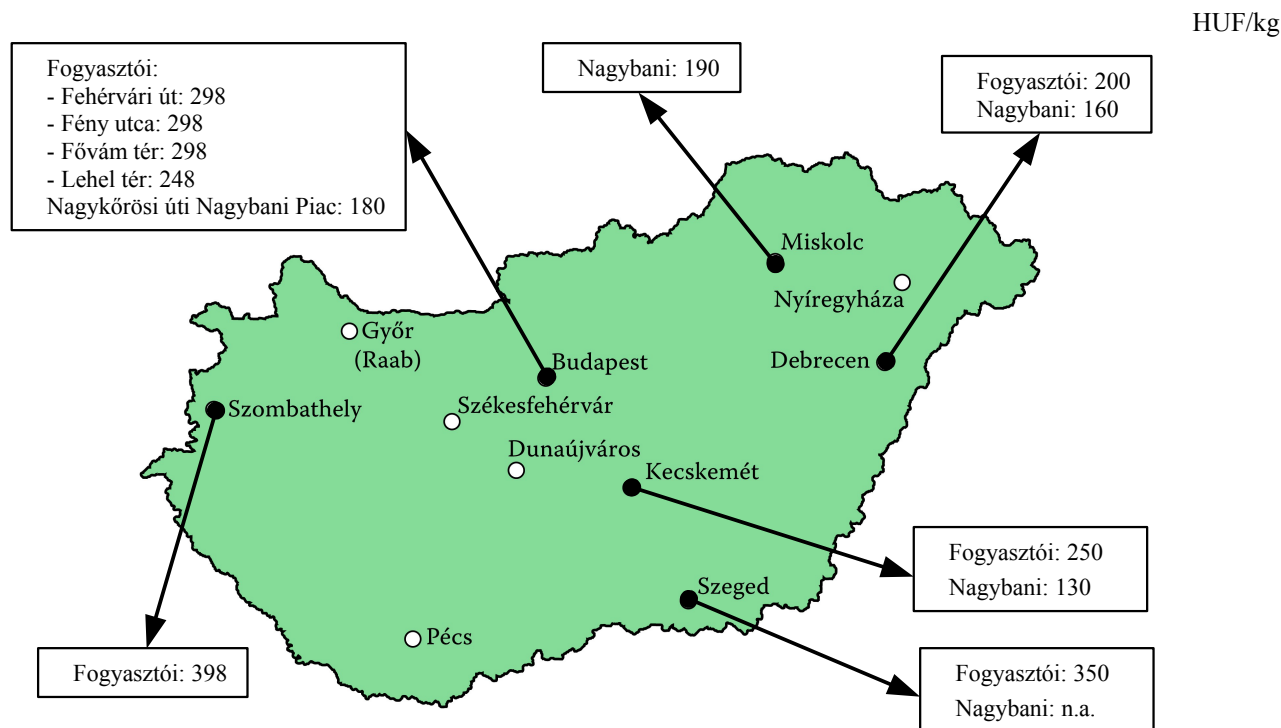 HUF/kg
Fogyasztói:
- Fehérvári út: 298
- Fény utca: 298
- Fővám tér: 298
- Lehel tér: 248
Nagykőrösi úti Nagybani Piac: 180
Nagybani: 190
Fogyasztói: 200
Nagybani: 160
Miskolc
Nyíregyháza
Győr
(Raab)
Budapest
Debrecen
Szombathely
Székesfehérvár
Dunaújváros
Kecskemét
Fogyasztói: 250
Nagybani: 130
Szeged
Pécs
Fogyasztói: 398
Fogyasztói: 350
Nagybani: n.a.